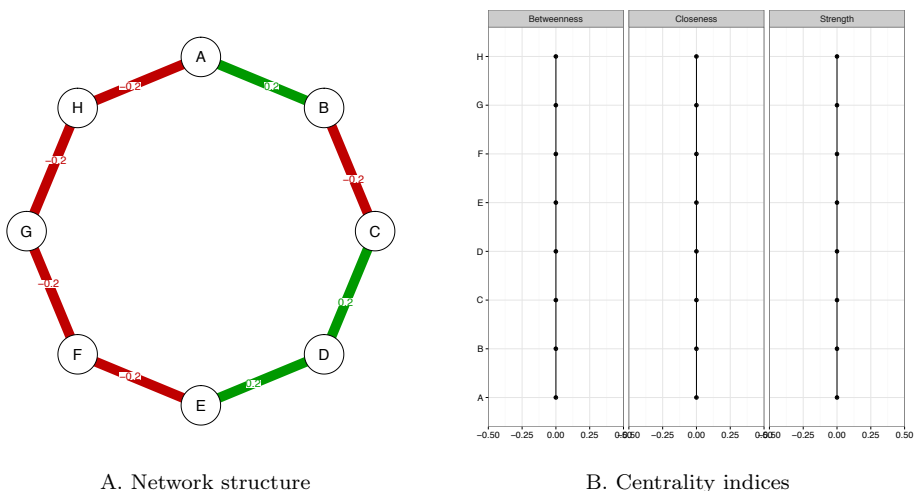 A
0.2
B
−0.2
C
0.2
D
0.2
E
−0.2
F
−0.2
G
−0.2
H
−0.2
A. Network structure
Betweenness Closeness Strength
H
G
F
E
D
C
B
A
−0.50 −0.25 0.00 0.25 0.50 −0.50 −0.25 0.00 0.25 0.50 −0.50 −0.25 0.00 0.25 0.50
B. Centrality indices